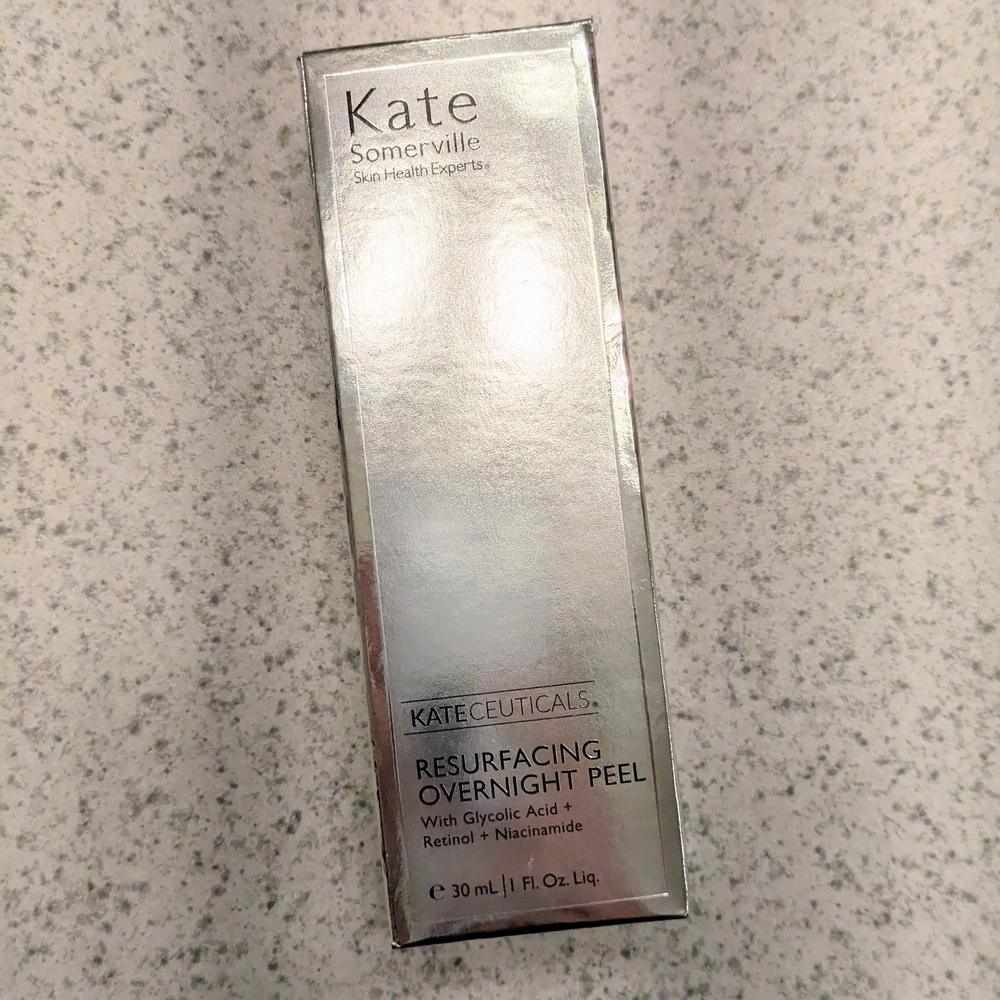 Kate
Somerville
Skin Health Experts®
KATECEUTICALS®
RESURFACING
OVERNIGHT PEEL
With Glycolic Acid +
Retinol + Niacinamide
℮ 30 mL | 1 Fl. Oz. Liq.